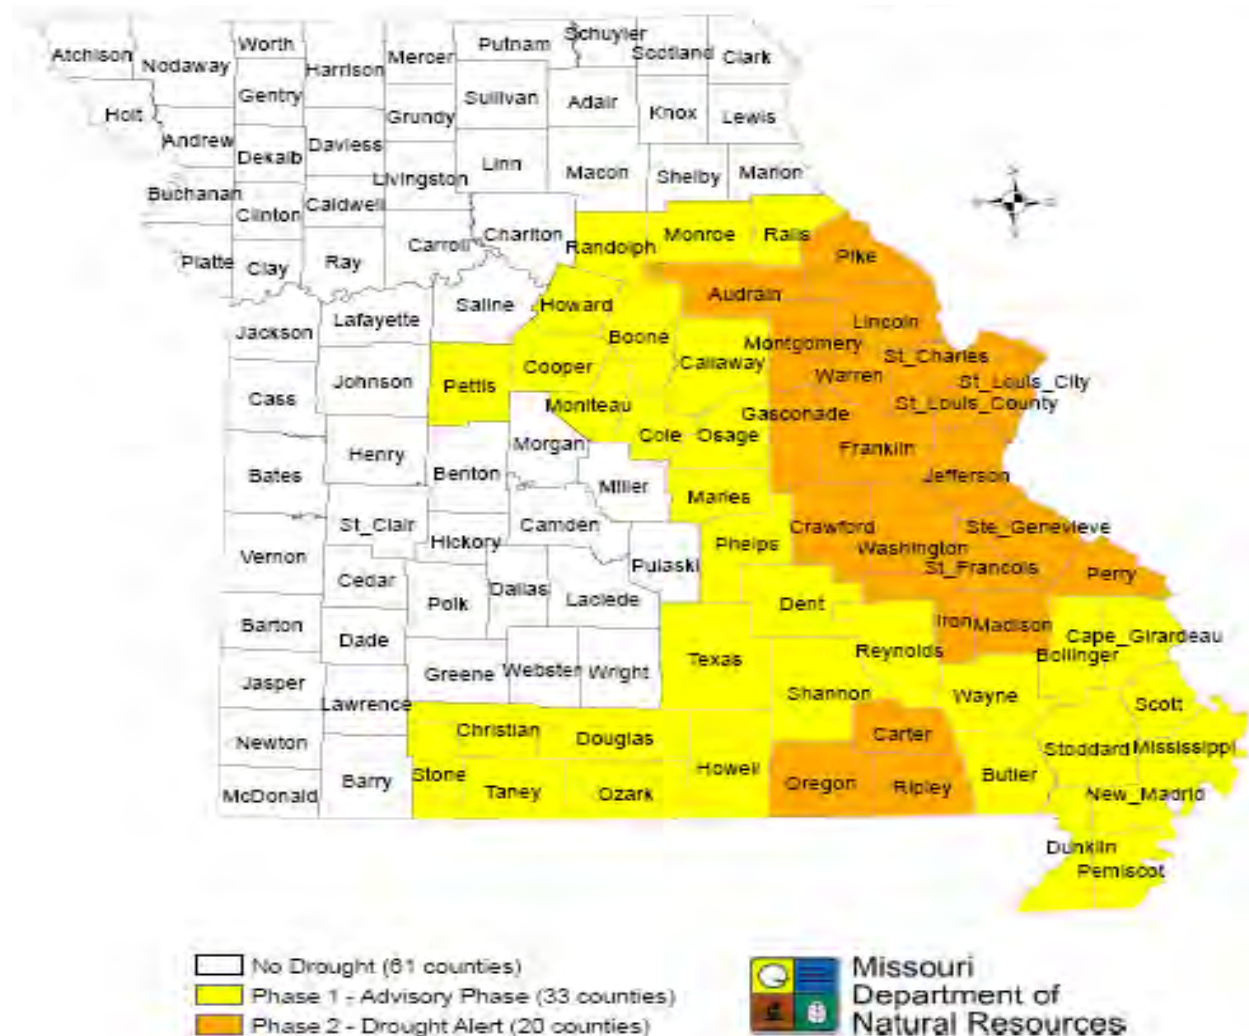 Schuyler
Worth
Putnam
Atchison
Nodaway
Harrison
Mercer
Scotland
Clark
Gentry
Sullivan
Adair
Holt
Grundy
Knox
Lewis
Andrew
Dekalb
Daviess
Linn
Macon
Shelby
Marion
Livingston
Buchanan
Clinton
Caldwell
Chariton
Randolph
Monroe
Ralls
Carroll
Platte
Clay
Ray
Pike
Audrain
Saline
Howard
Lafayette
Lincoln
Jackson
Boone
Montgomery
St_Charles
Callaway
Cooper
Warren
Johnson
Pettis
St_Louis_City
Cass
Moniteau
St_Louis_County
Gasconade
Cole
Osage
Morgan
Franklin
Henry
Benton
Bates
Jefferson
Miller
Maries
St_Clair
Camden
Crawford
Ste_Genevieve
Hickory
Phelps
Washington
Vernon
Pulaski
St_Francois
Perry
Cedar
Dallas
Polk
Laclede
Dent
Barton
Iron
Madison
Dade
Cape_Girardeau
Reynolds
Bollinger
Texas
Greene
Webster
Wright
Jasper
Shannon
Wayne
Lawrence
Scott
Christian
Douglas
Carter
Newton
Stoddard
Mississippi
Howell
Stone
Butler
Barry
Oregon
Ripley
McDonald
Taney
Ozark
New_Madrid
Dunklin
Pemiscot
No Drought (61 counties)
Phase 1 - Advisory Phase (33 counties)
Phase 2 - Drought Alert (20 counties)
Missouri
Department of
Natural Resources